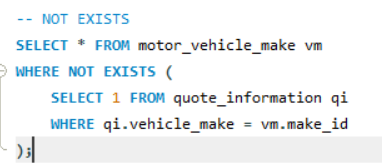 -- NOT EXISTS
SELECT * FROM motor_vehicle_make vm
WHERE NOT EXISTS (
SELECT 1 FROM quote_information qi
WHERE qi.vehicle_make = vm.make_id
);